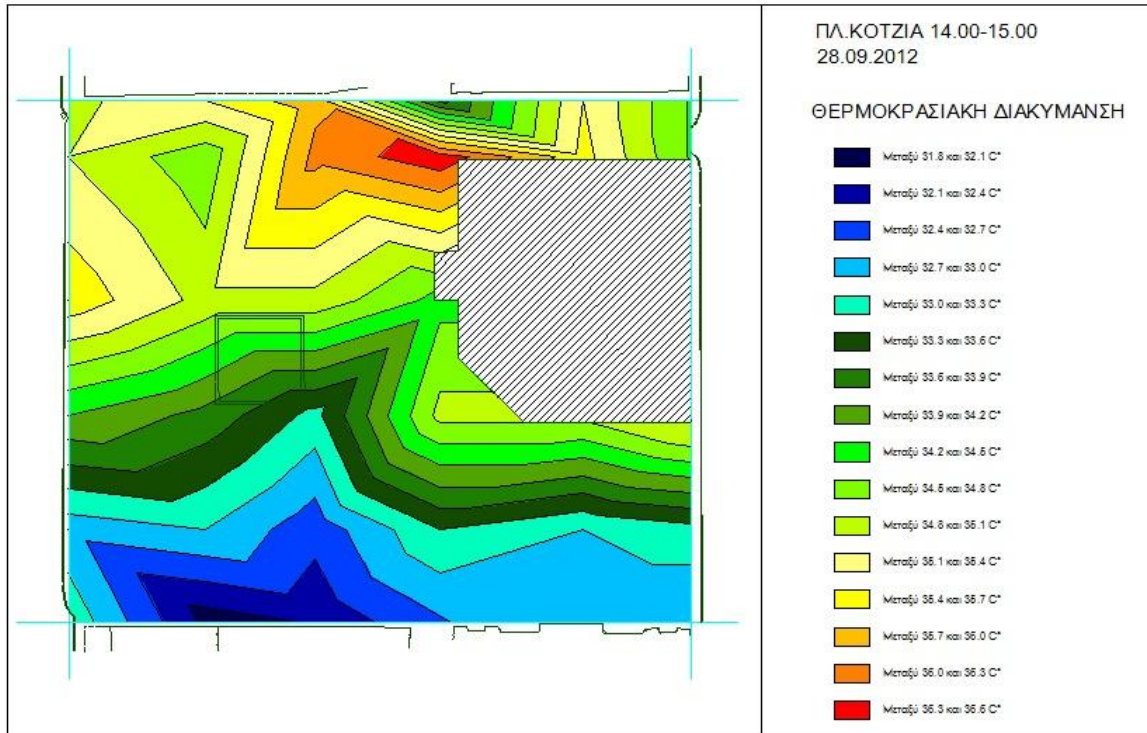 ΠΛ.ΚΟΤΖΙΑ 14.00-15.00
28.09.2012
ΘΕΡΜΟΚΡΑΣΙΑΚΗ ΔΙΑΚΥΜΑΝΣΗ
Μεταξύ 31.8 και 32.1 C°
Μεταξύ 32.1 και 32.4 C°
Μεταξύ 32.4 και 32.7 C°
Μεταξύ 32.7 και 33.0 C°
Μεταξύ 33.0 και 33.3 C°
Μεταξύ 33.3 και 33.6 C°
Μεταξύ 33.6 και 33.9 C°
Μεταξύ 33.9 και 34.2 C°
Μεταξύ 34.2 και 34.5 C°
Μεταξύ 34.5 και 34.8 C°
Μεταξύ 34.8 και 35.1 C°
Μεταξύ 35.1 και 35.4 C°
Μεταξύ 35.4 και 35.7 C°
Μεταξύ 35.7 και 36.0 C°
Μεταξύ 36.0 και 36.3 C°
Μεταξύ 36.3 και 36.6 C°